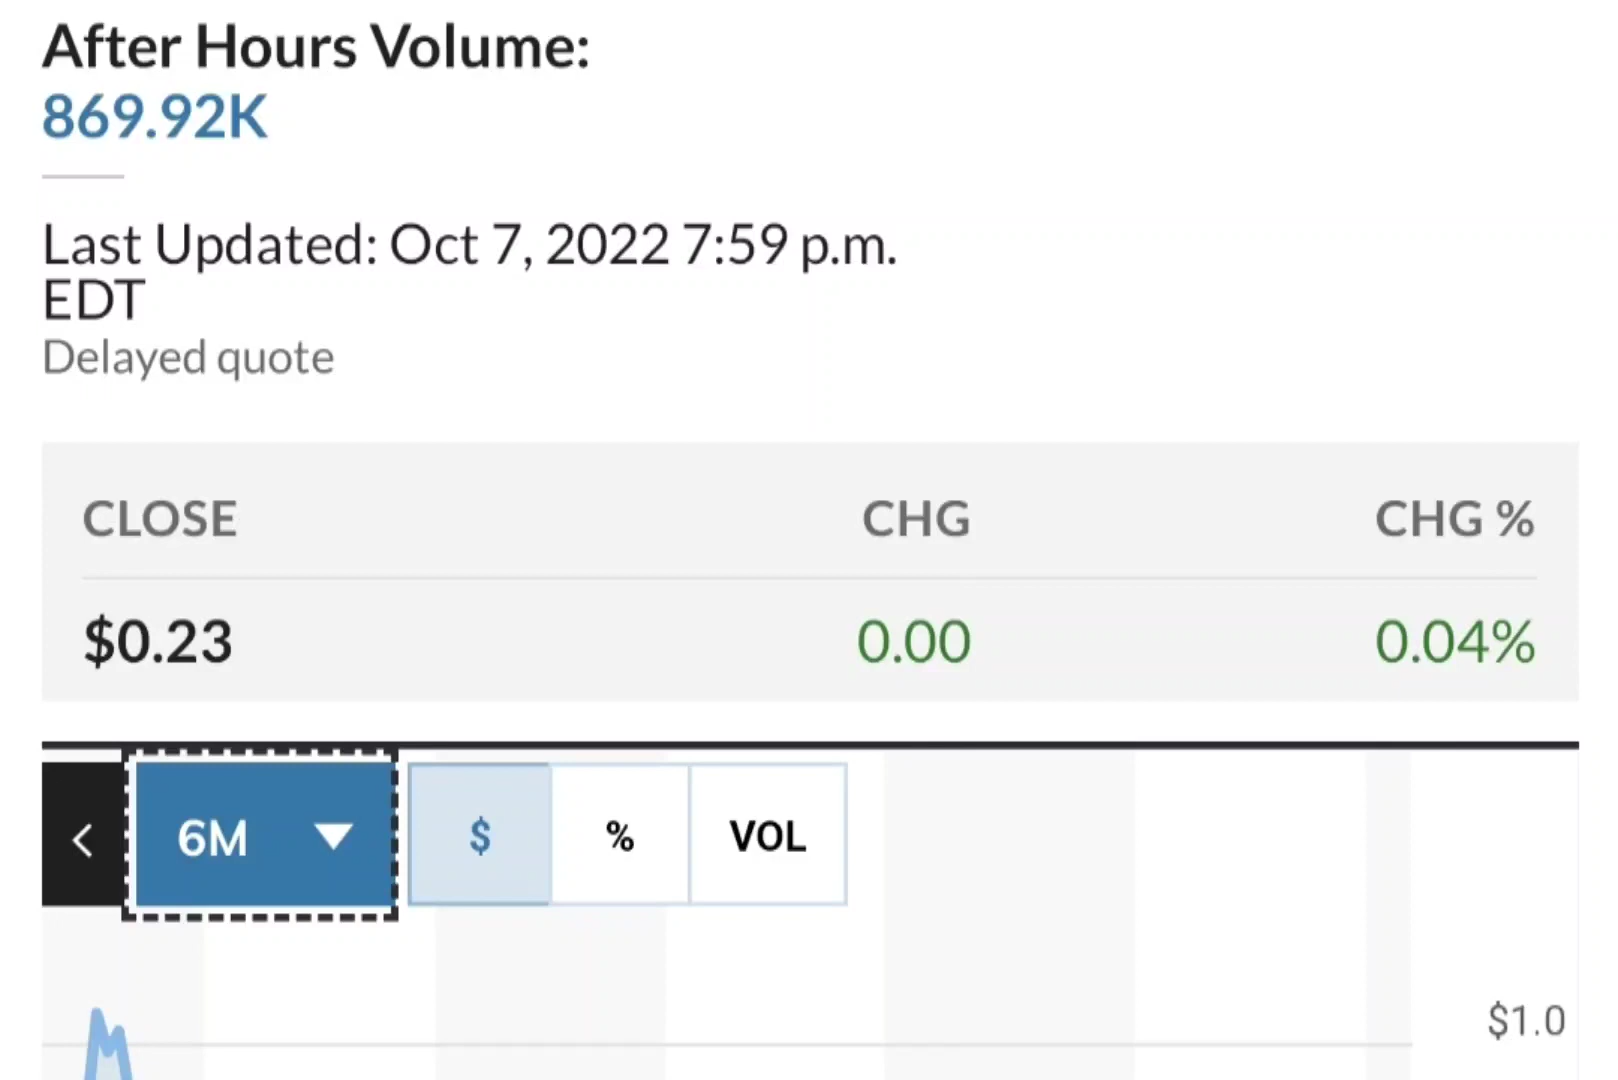 After Hours Volume:
869.92K
Last Updated: Oct 7, 2022 7:59 p.m.
EDT
Delayed quote
CLOSE CHG CHG %
$0.23 0.00 0.04%
6M $ % VOL
$1.0